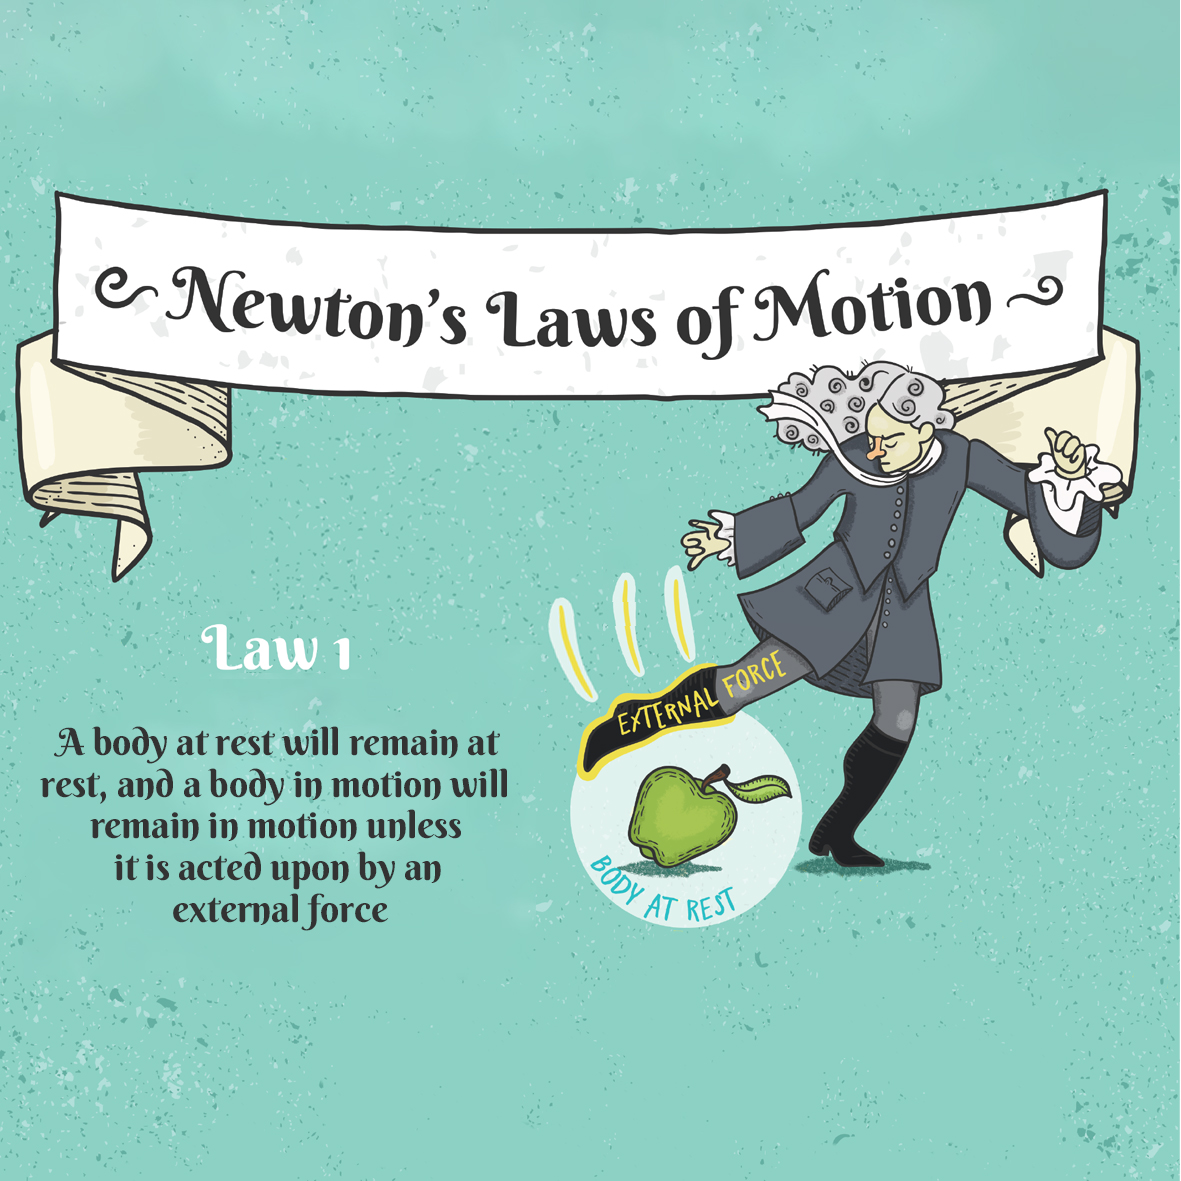 Newton's Laws of Motion
Law 1
A body at rest will remain at
rest, and a body in motion will
remain in motion unless
it is acted upon by an
external force
EXTERNAL FORCE
BODY AT REST